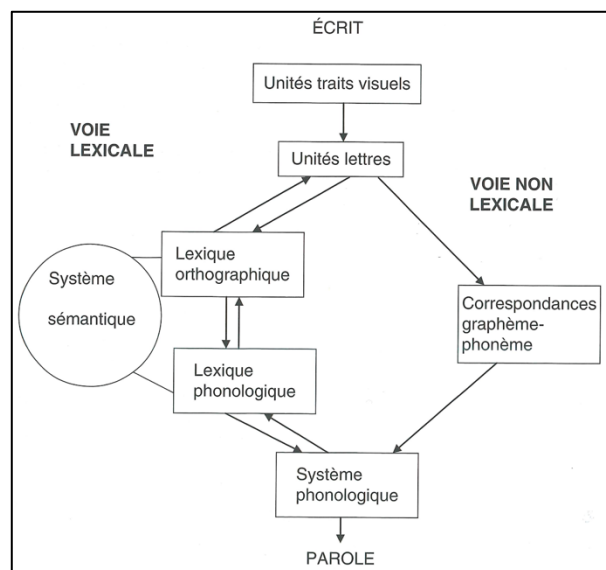 ÉCRIT
Unités traits visuels
VOIE
LEXICALE
Unités lettres
VOIE NON
LEXICALE
Lexique
orthographique
Système
sémantique
Correspondances
graphème-
phonème
Lexique
phonologique
Système
phonologique
PAROLE